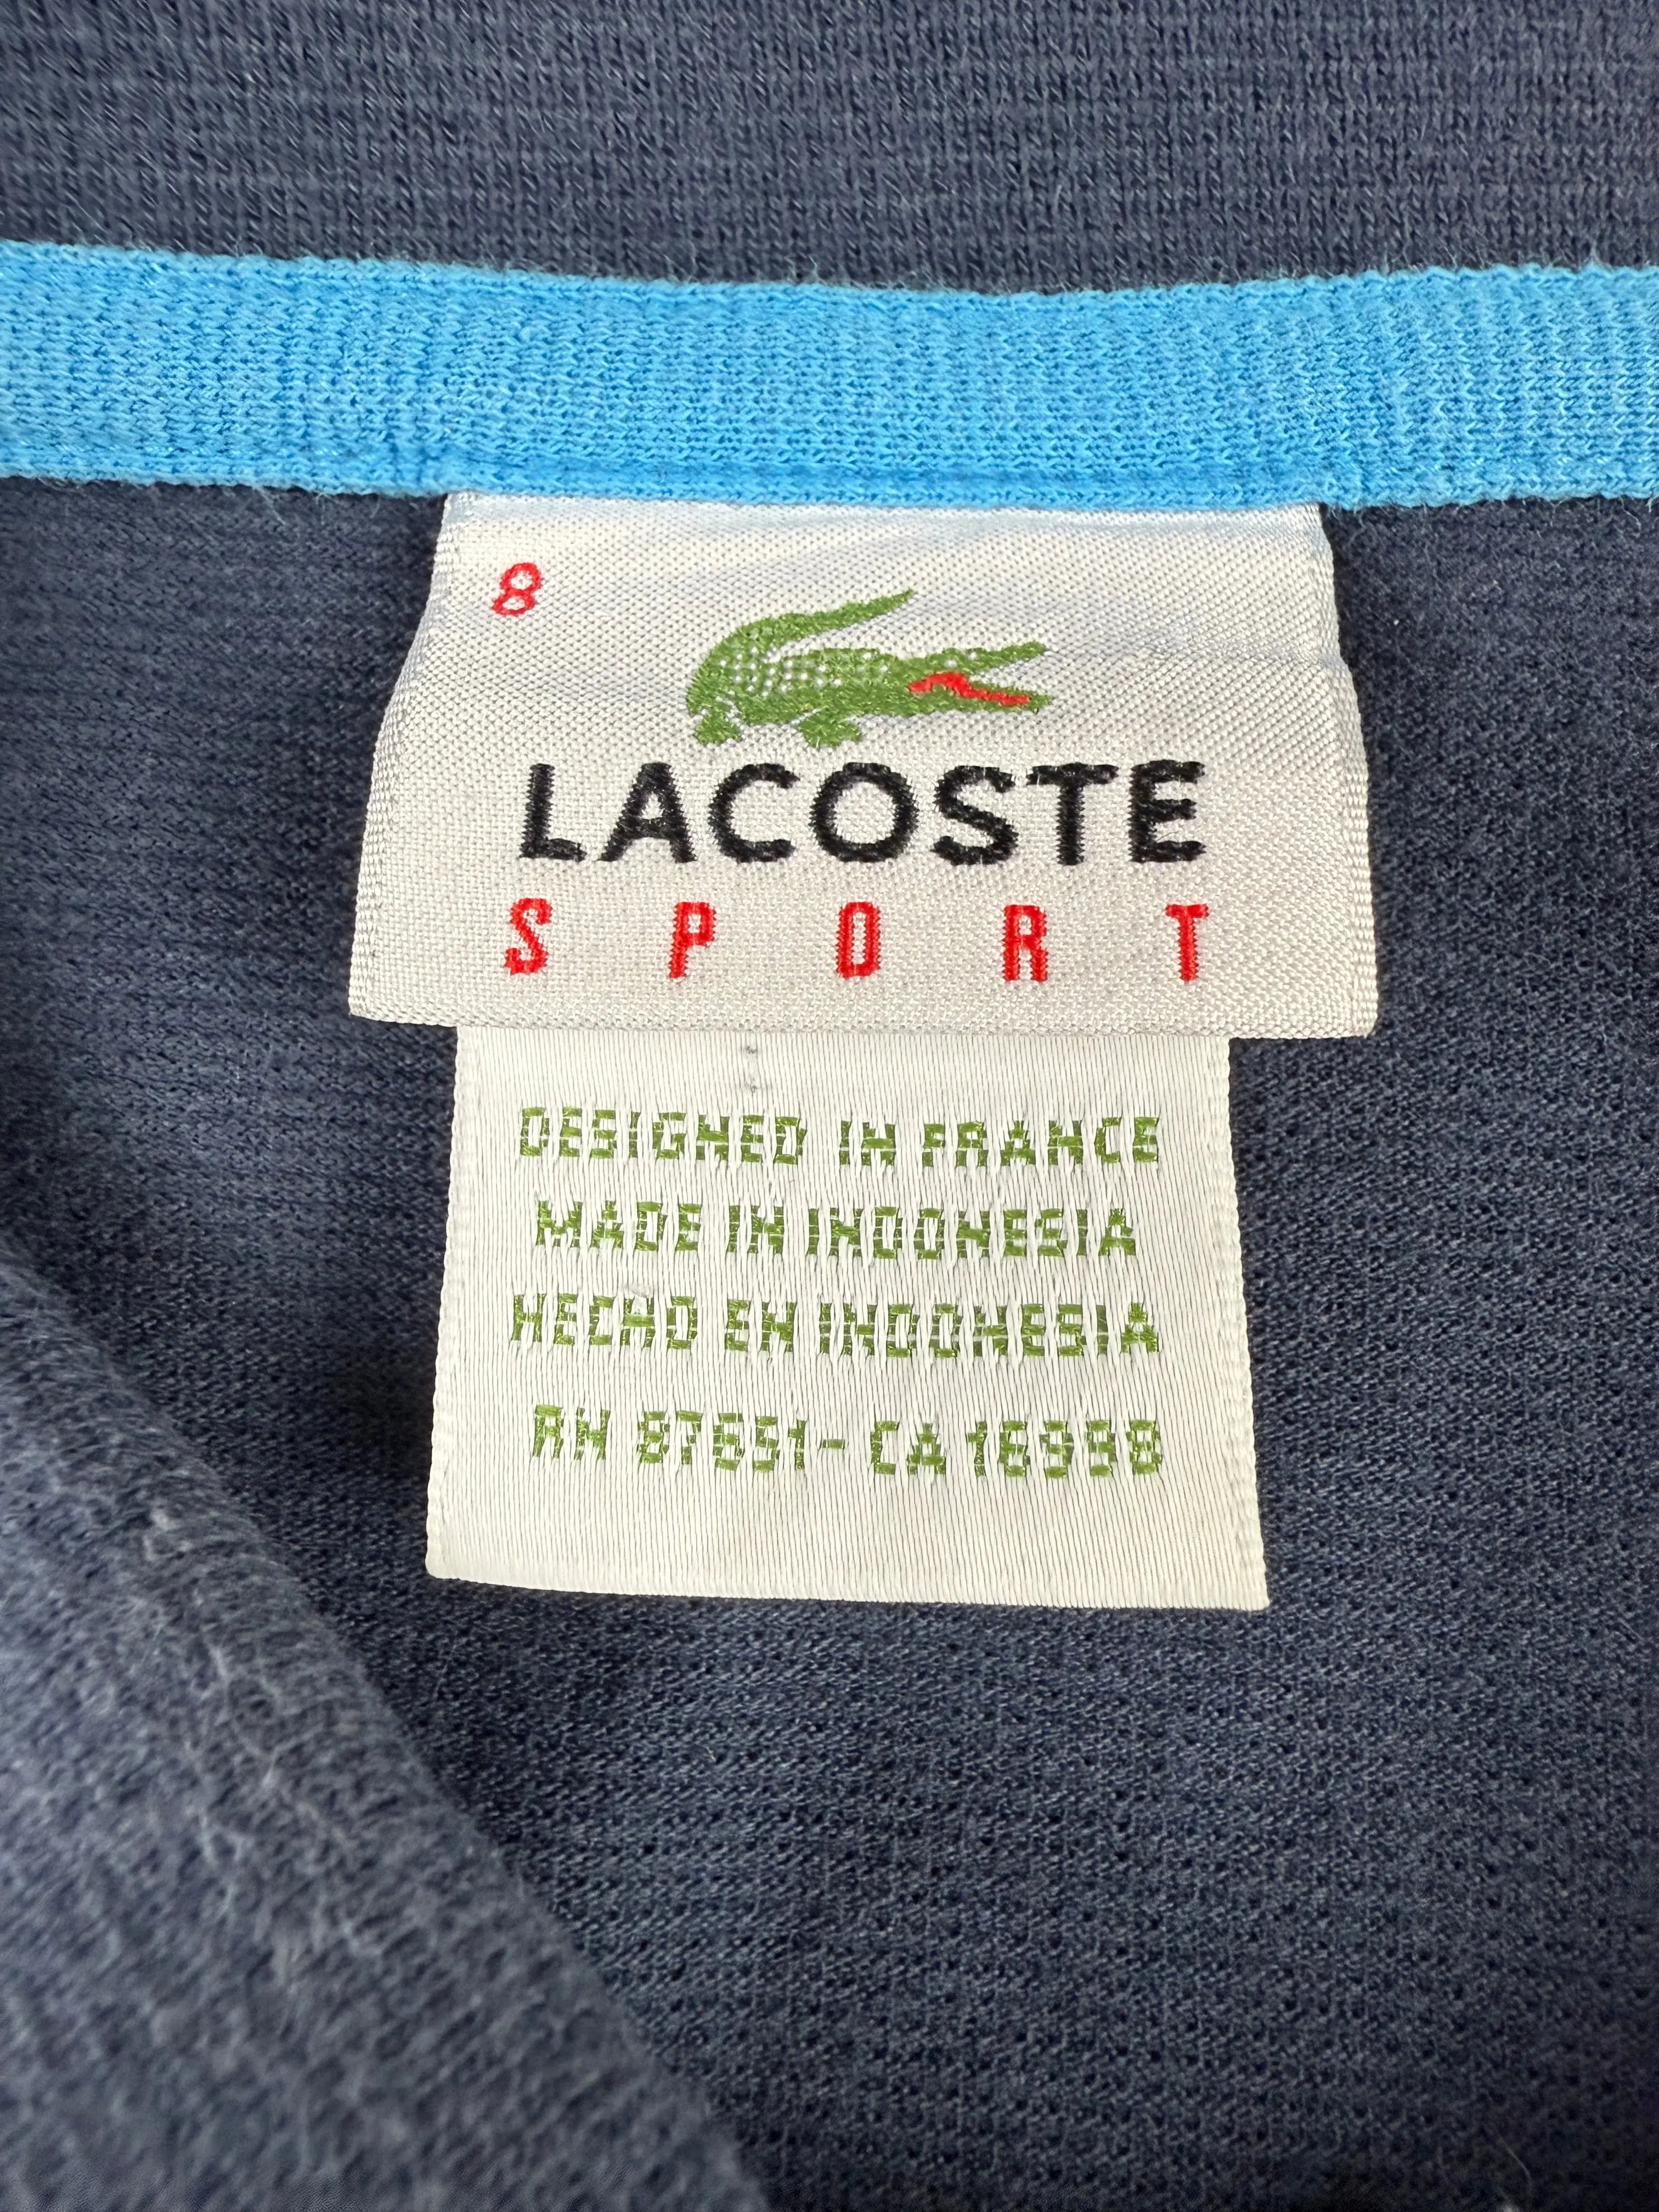 8
LACOSTE
SPORT
DESIGNED IN FRANCE
MADE IN INDONESIA
HECHO EN INDONESIA
RN 87651-CA 16998